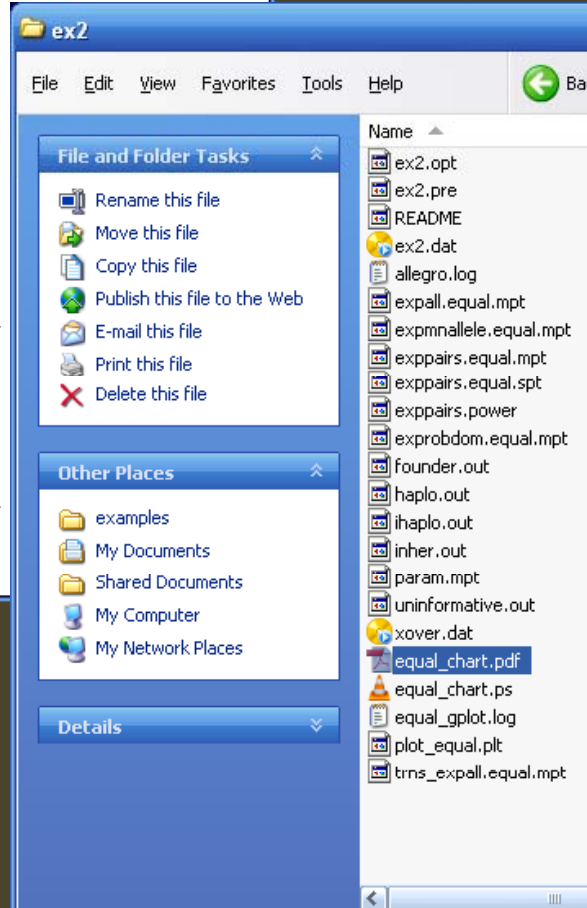 ex2
File Edit View Favorites Tools Help Ba
File and Folder Tasks
Rename this file
Move this file
Copy this file
Publish this file to the Web
E-mail this file
Print this file
Delete this file
Other Places
examples
My Documents
Shared Documents
My Computer
My Network Places
Details
Name
ex2.opt
ex2.pre
README
ex2.dat
allegro.log
expall.equal.mpt
expmnallele.equal.mpt
exppairs.equal.mpt
exppairs.equal.spt
exppairs.power
exprobdom.equal.mpt
founder.out
haplo.out
ihaplo.out
inher.out
param.mpt
uninformative.out
xover.dat
equal_chart.pdf
equal_chart.ps
equal_gplot.log
plot_equal.plt
trns_expall.equal.mpt